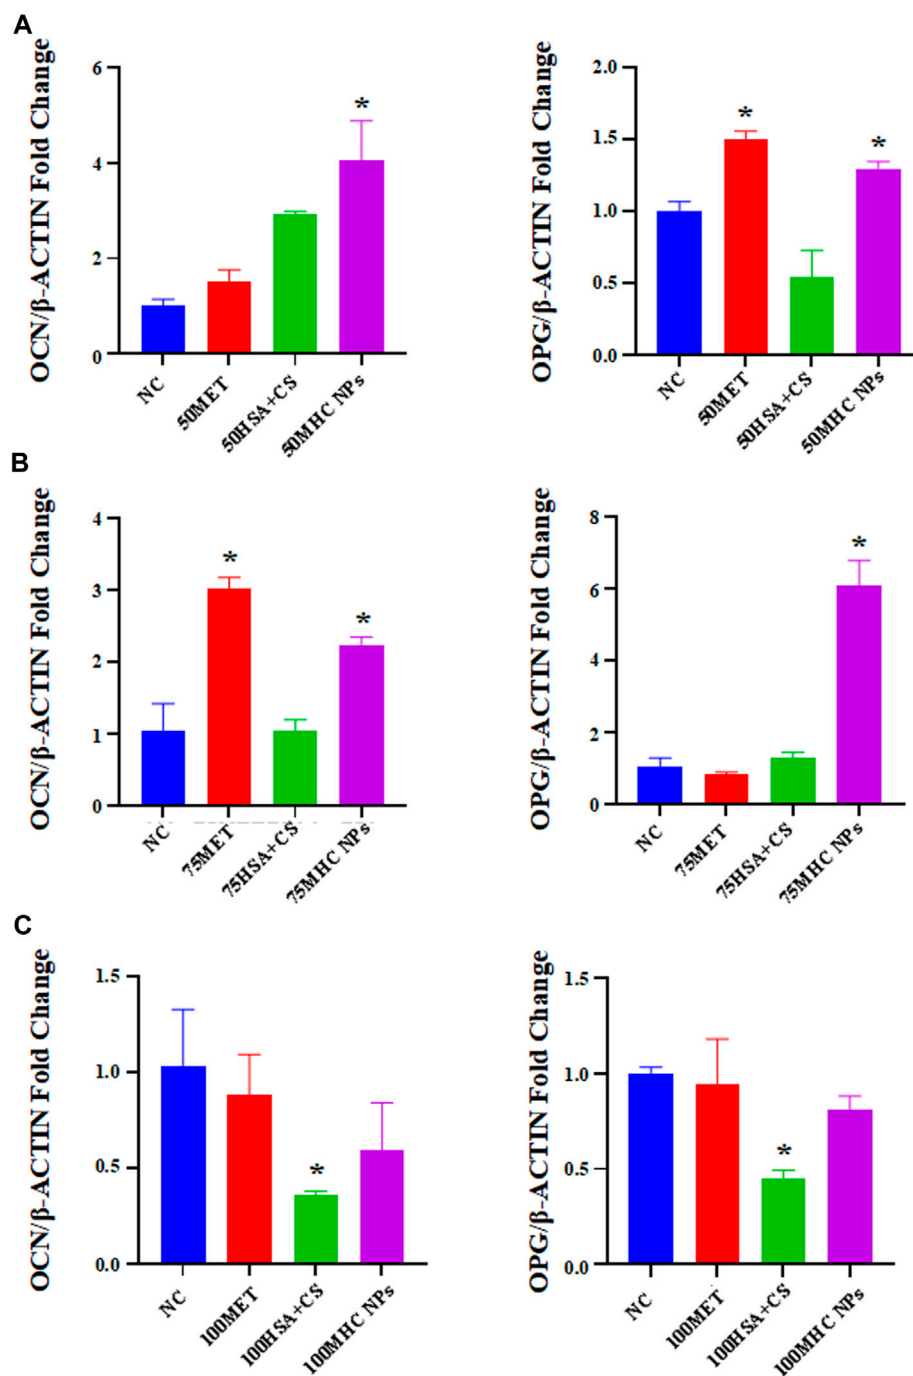 A
OCN/β-ACTIN Fold Change
6
4
2
0
*
NC
50MET
50HSA+CS
50MHC NPs
OPG/β-ACTIN Fold Change
2.0
1.5
1.0
0.5
0.0
*
*
NC
50MET
50HSA+CS
50MHC NPs
B
OCN/β-ACTIN Fold Change
4
3
2
1
0
*
*
NC
75MET
75HSA+CS
75MHC NPs
OPG/β-ACTIN Fold Change
8
6
4
2
0
*
NC
75MET
75HSA+CS
75MHC NPs
C
OCN/β-ACTIN Fold Change
1.5
1.0
0.5
0.0
*
NC
100MET
100HSA+CS
100MHC NPs
OPG/β-ACTIN Fold Change
1.5
1.0
0.5
0.0
*
NC
100MET
100HSA+CS
100MHC NPs